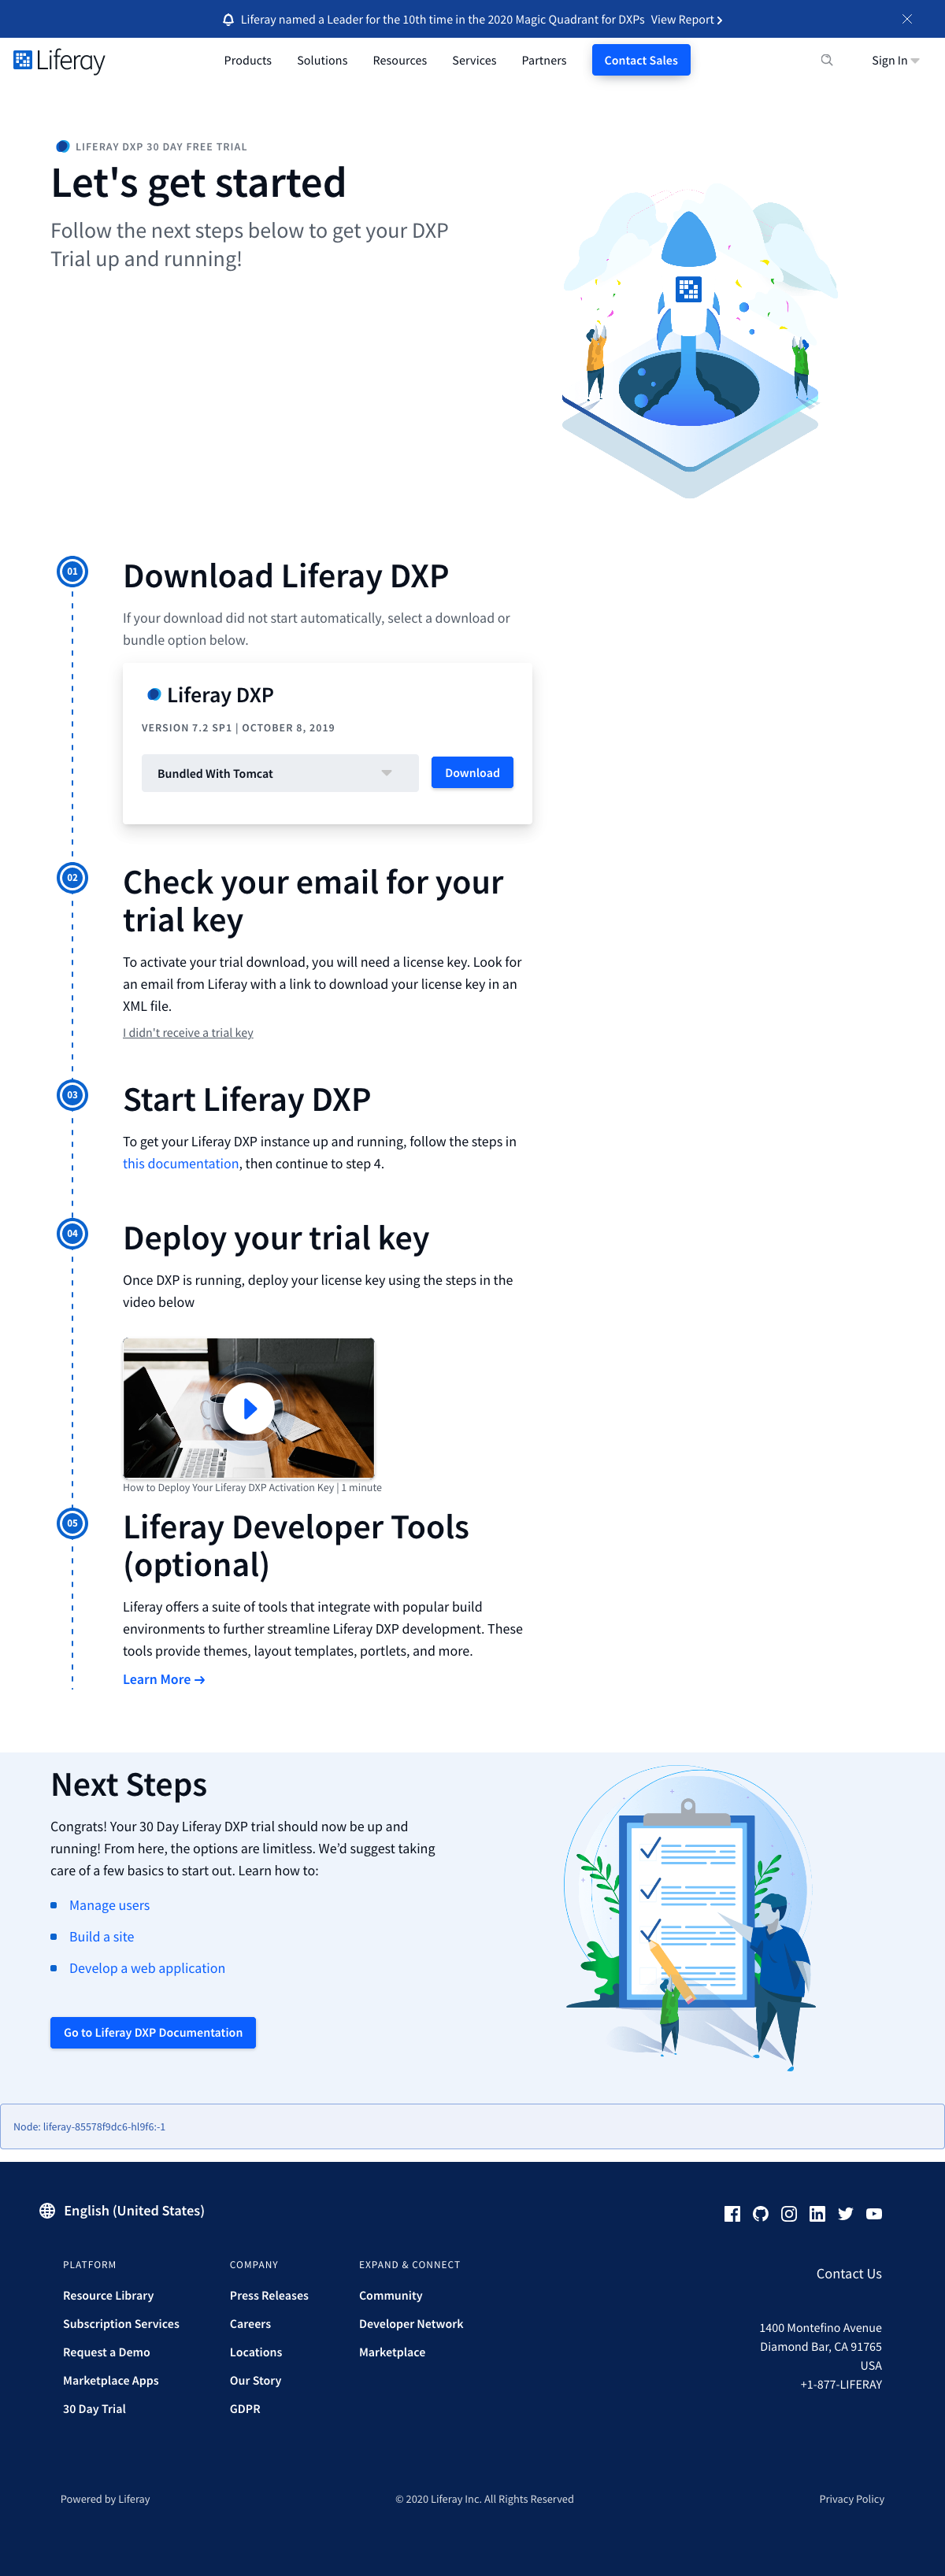 Liferay named a Leader for the 10th time in the 2020 Magic Quadrant for DXPs View Report
Liferay
Products Solutions Resources Services Partners Contact Sales Sign In
LIFERAY DXP 30 DAY FREE TRIAL
Let's get started
Follow the next steps below to get your DXP
Trial up and running!
01
Download Liferay DXP
If your download did not start automatically, select a download or
bundle option below.
Liferay DXP
VERSION 7.2 SP1 | OCTOBER 8, 2019
Bundled With Tomcat
Download
02
Check your email for your
trial key
To activate your trial download, you will need a license key. Look for
an email from Liferay with a link to download your license key in an
XML file.
I didn't receive a trial key
03
Start Liferay DXP
To get your Liferay DXP instance up and running, follow the steps in
this documentation, then continue to step 4.
04
Deploy your trial key
Once DXP is running, deploy your license key using the steps in the
video below
How to Deploy Your Liferay DXP Activation Key | 1 minute
05
Liferay Developer Tools
(optional)
Liferay offers a suite of tools that integrate with popular build
environments to further streamline Liferay DXP development. These
tools provide themes, layout templates, portlets, and more.
Learn More →
Next Steps
Congrats! Your 30 Day Liferay DXP trial should now be up and
running! From here, the options are limitless. We’d suggest taking
care of a few basics to start out. Learn how to:
Manage users
Build a site
Develop a web application
Go to Liferay DXP Documentation
Node: liferay-85578f9dc6-hl9f6:-1
English (United States)
PLATFORM
Resource Library
Subscription Services
Request a Demo
Marketplace Apps
30 Day Trial
COMPANY
Press Releases
Careers
Locations
Our Story
GDPR
EXPAND & CONNECT
Community
Developer Network
Marketplace
Contact Us
1400 Montefino Avenue
Diamond Bar, CA 91765
USA
+1-877-LIFERAY
Powered by Liferay
© 2020 Liferay Inc. All Rights Reserved
Privacy Policy